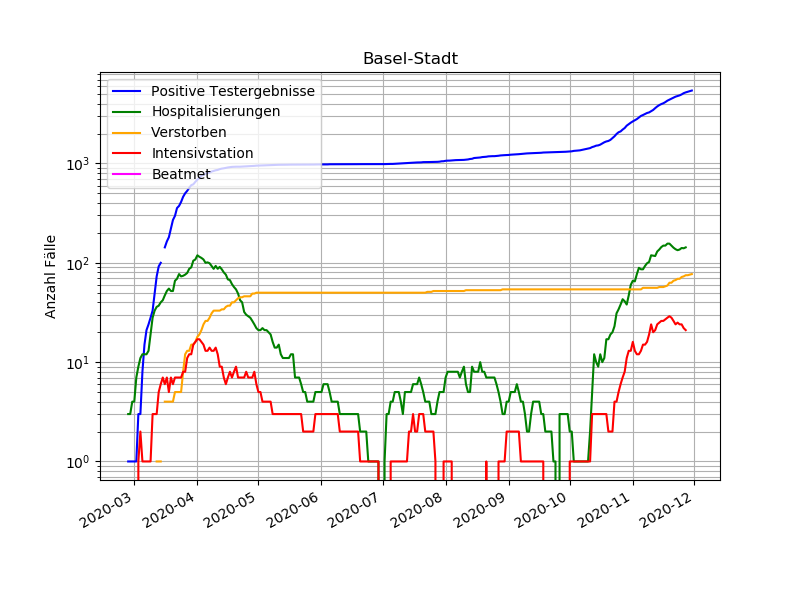 Basel-Stadt
Positive Testergebnisse
Hospitalisierungen
Verstorben
Intensivstation
Beatmet
Anzahl Fälle
10³
10²
10¹
10⁰
2020-03
2020-04
2020-05
2020-06
2020-07
2020-08
2020-09
2020-10
2020-11
2020-12